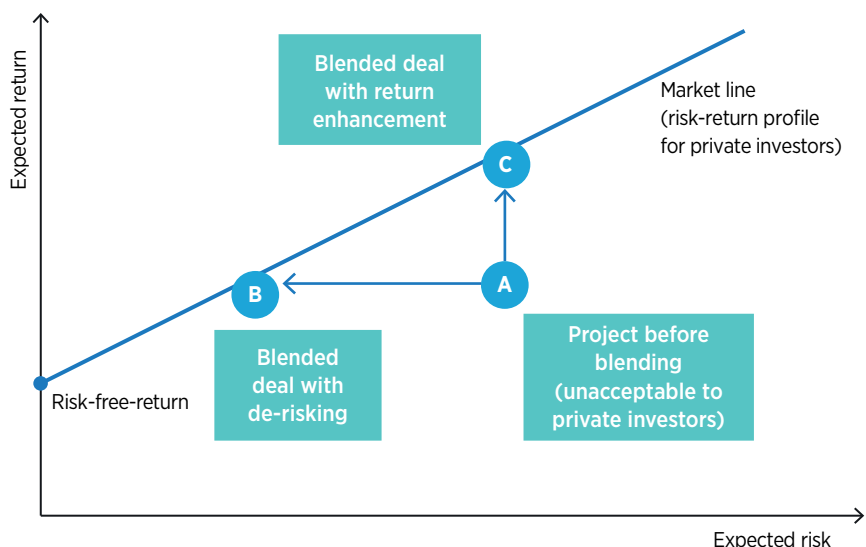 Expected return
Blended deal
with return
enhancement
Market line
(risk-return profile
for private investors)
C
B
A
Blended
deal with
de-risking
Project before
blending
(unacceptable to
private investors)
Risk-free-return
Expected risk